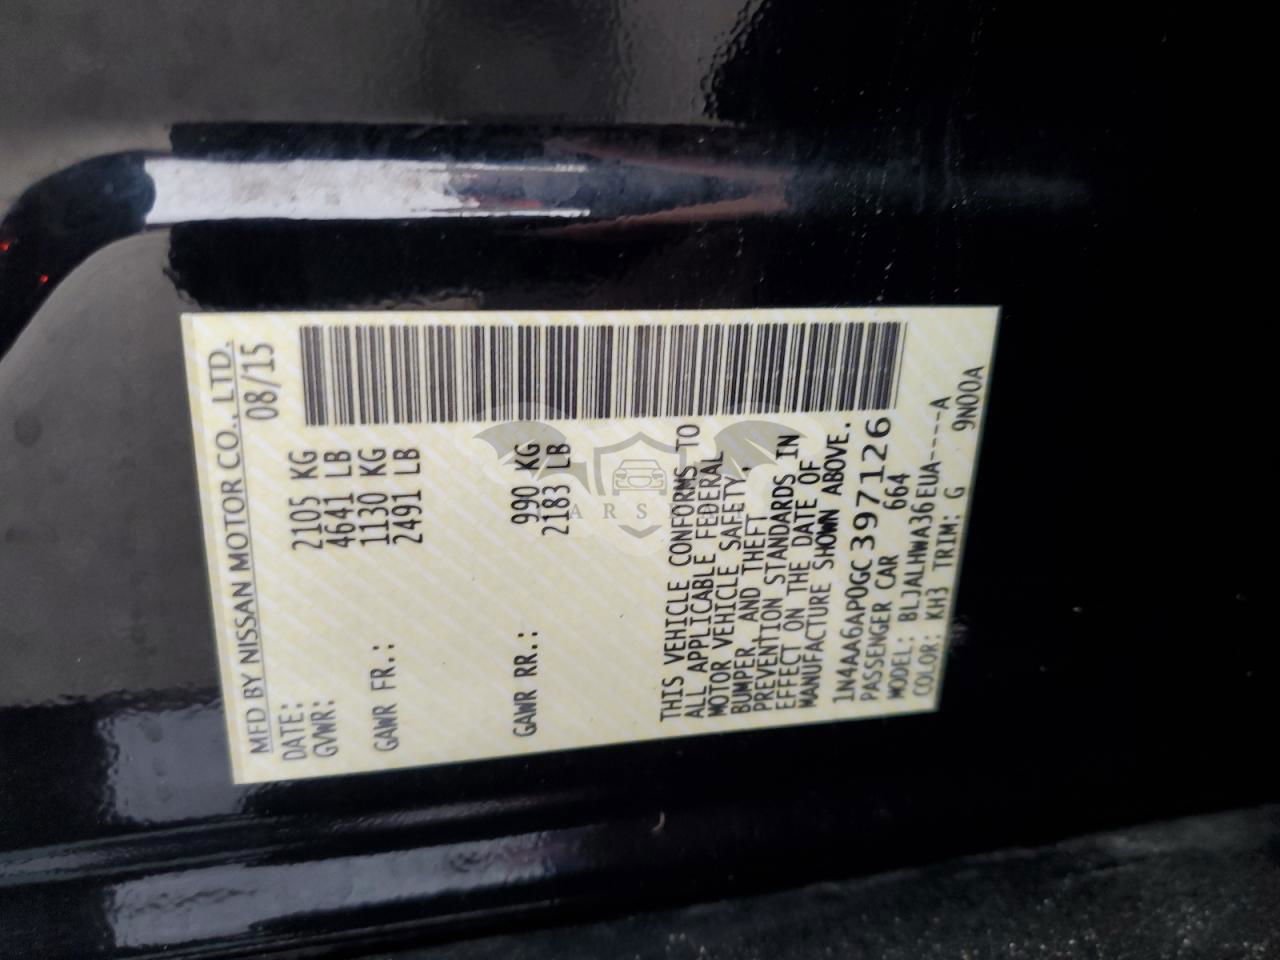 MFD BY NISSAN MOTOR CO., LTD.
DATE: 08/15
GVWR: 2105 KG
4641 LB
GAWR FR.: 1130 KG
2491 LB
GAWR RR.: 990 KG
2183 LB
THIS VEHICLE CONFORMS TO
ALL APPLICABLE FEDERAL
MOTOR VEHICLE SAFETY,
BUMPER, AND THEFT
PREVENTION STANDARDS IN
EFFECT ON THE DATE OF
MANUFACTURE SHOWN ABOVE.
1N4AA6AP0GC397126
PASSENGER CAR 664
MODEL: BLJALHWA36EUA----A
COLOR: KH3 TRIM: G 9N00A